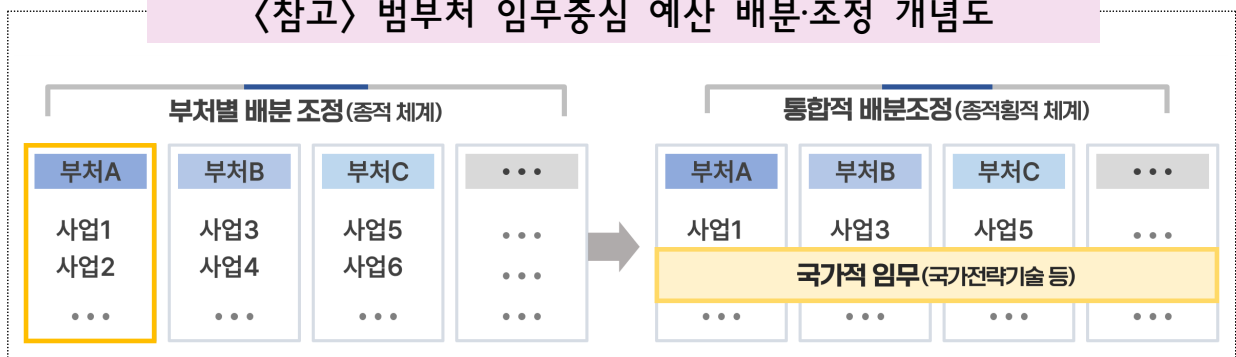 〈참고〉 범부처 임무중심 예산 배분·조정 개념도
부처별 배분 조정(종적 체계)
부처A 부처B 부처C •••
사업1 사업3 사업5 •••
사업2 사업4 사업6 •••
••• ••• ••• •••
통합적 배분조정(종적횡적 체계)
부처A 부처B 부처C •••
사업1 사업3 사업5 •••
국가적 임무(국가전략기술 등)
••• ••• ••• •••